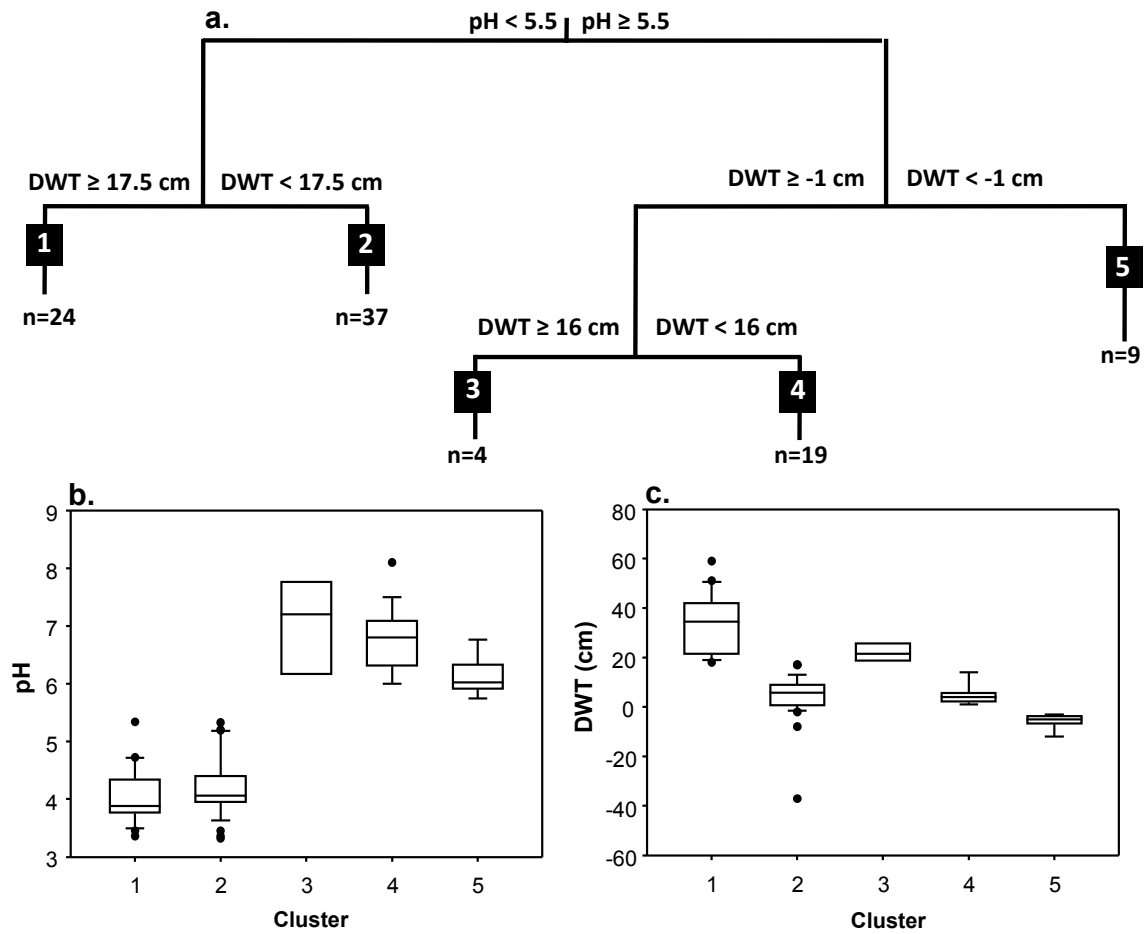 a.
pH < 5.5 pH ≥ 5.5
DWT ≥ 17.5 cm DWT < 17.5 cm
DWT ≥ -1 cm DWT < -1 cm
1
2
5
n=24
n=37
n=9
DWT ≥ 16 cm DWT < 16 cm
3
4
n=4
n=19
b.
9
8
7
6
5
4
3
pH
1 2 3 4 5
Cluster
c.
80
60
40
20
0
-20
-40
-60
DWT (cm)
1 2 3 4 5
Cluster